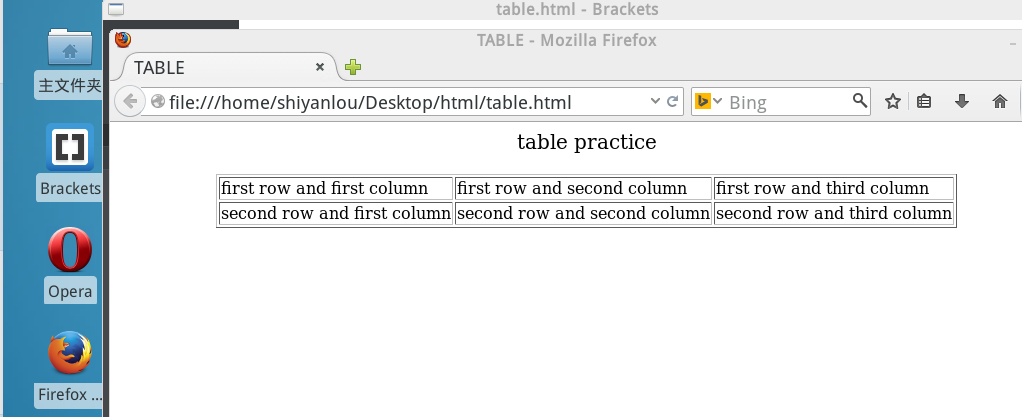 table.html - Brackets
TABLE - Mozilla Firefox
TABLE
file:///home/shiyanlou/Desktop/html/table.html
Bing
table practice
first row and first column first row and second column first row and third column
second row and first column second row and second column second row and third column
主文件夹
Brackets
Opera
Firefox ...